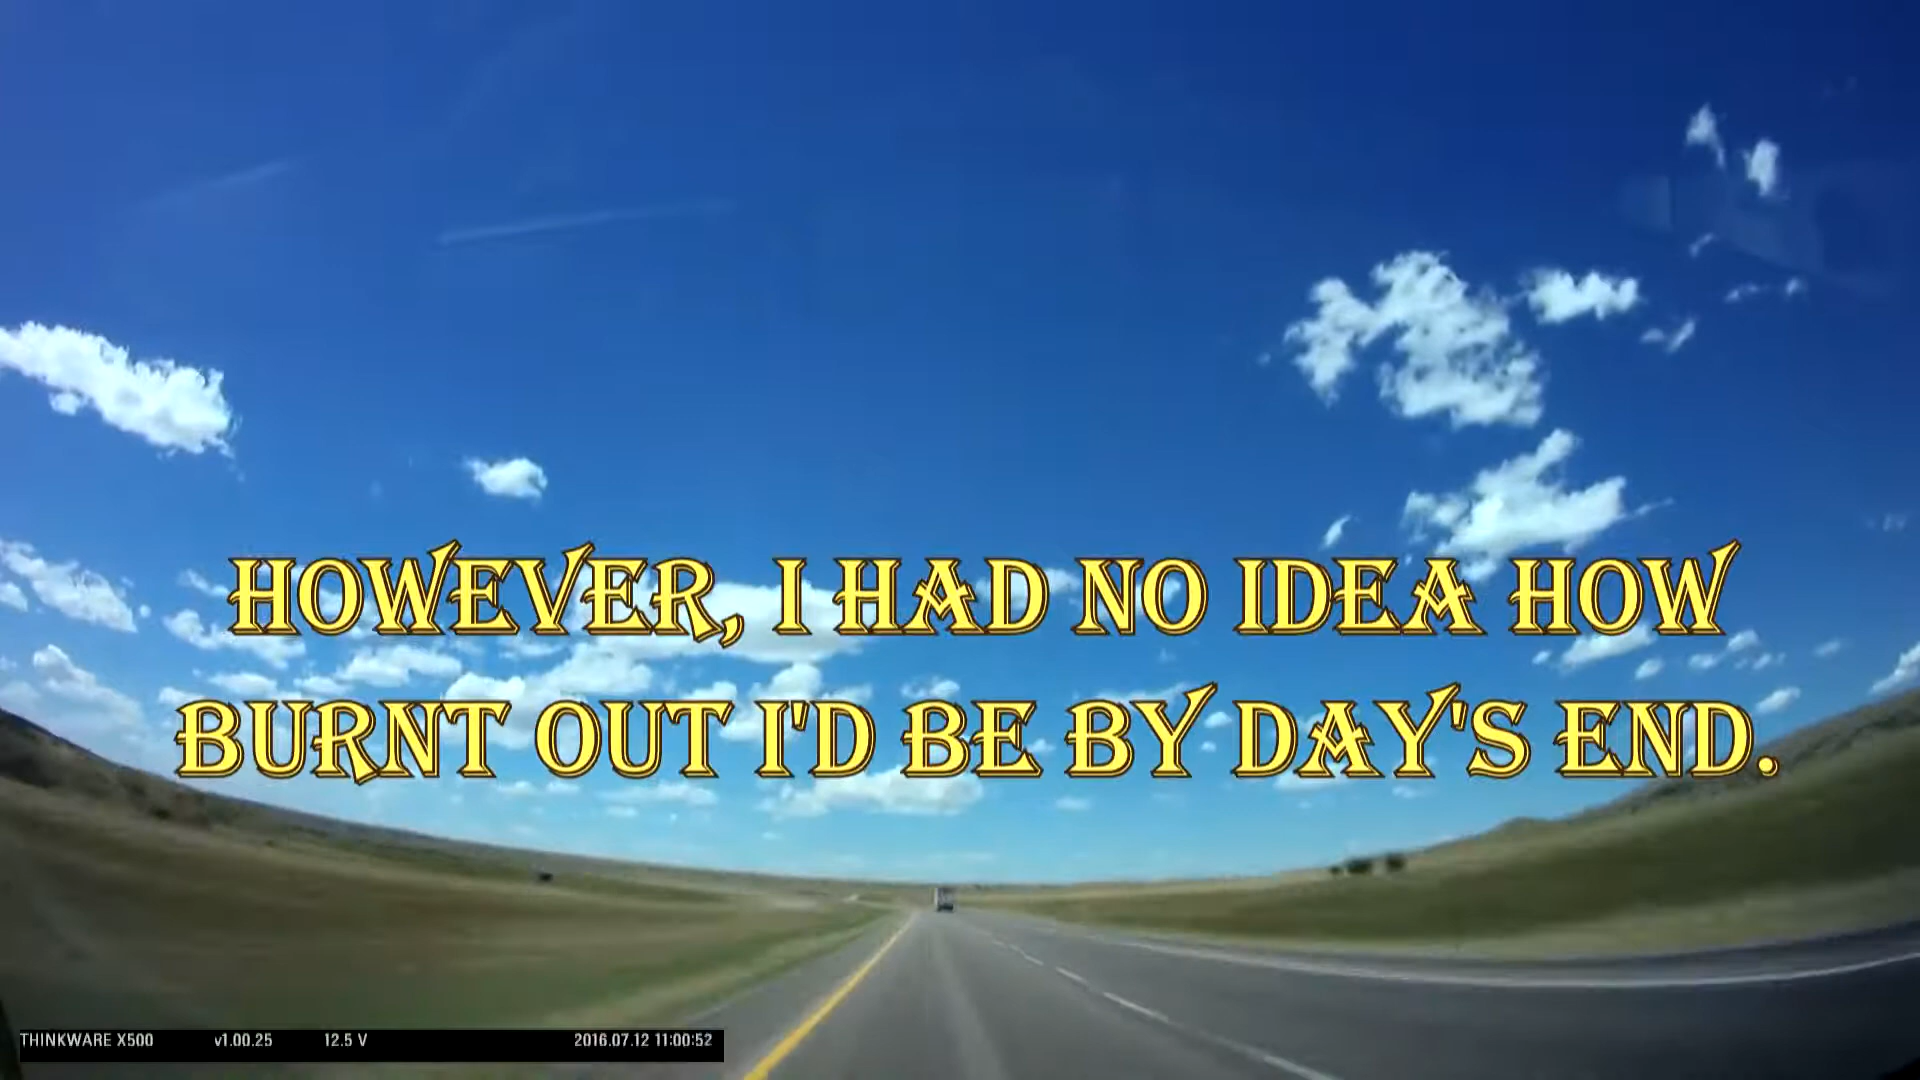 HOWEVER, I HAD NO IDEA HOW
BURNT OUT I'D BE BY DAY'S END.
THINKWARE X500 v1.00.25 12.5 V 2016.07.12 11:00:52